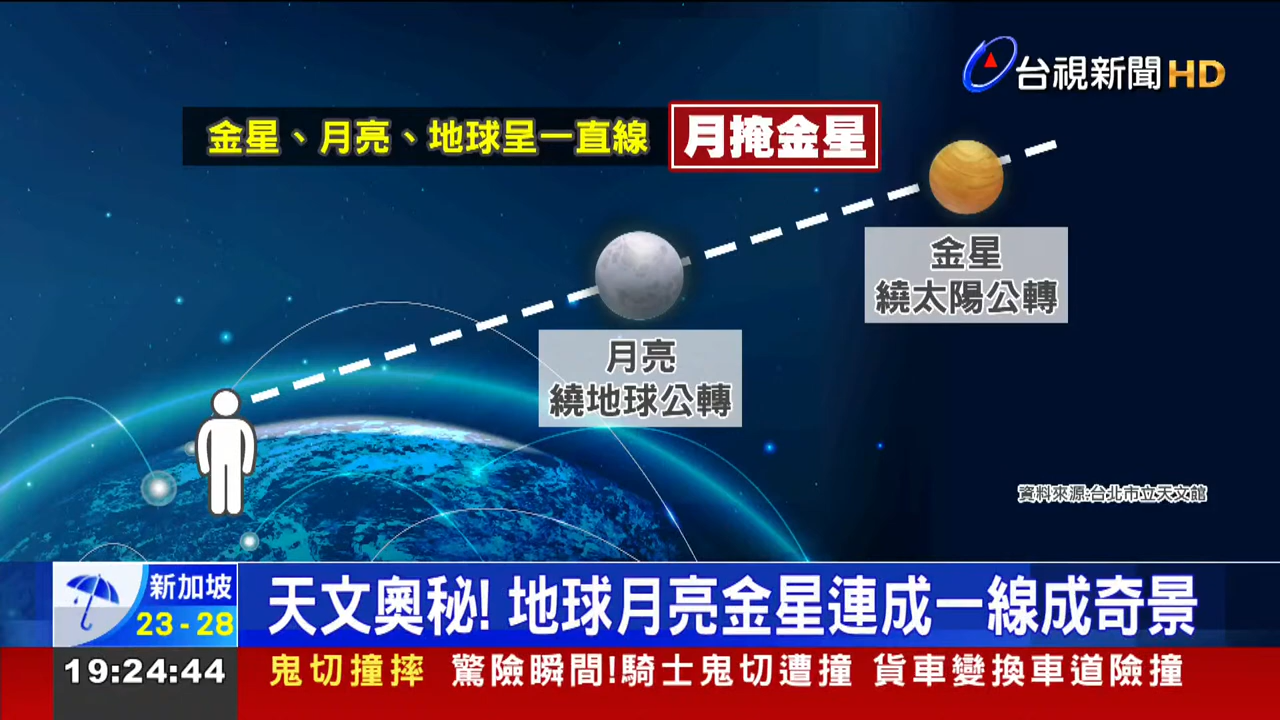 台視新聞HD
金星、月亮、地球呈一直線 月掩金星
金星
繞太陽公轉
月亮
繞地球公轉
資料來源:台北市立天文館
新加坡
23-28
天文奧秘! 地球月亮金星連成一線成奇景
19:24:44
鬼切撞摔 驚險瞬間!騎士鬼切遭撞 貨車變換車道險撞